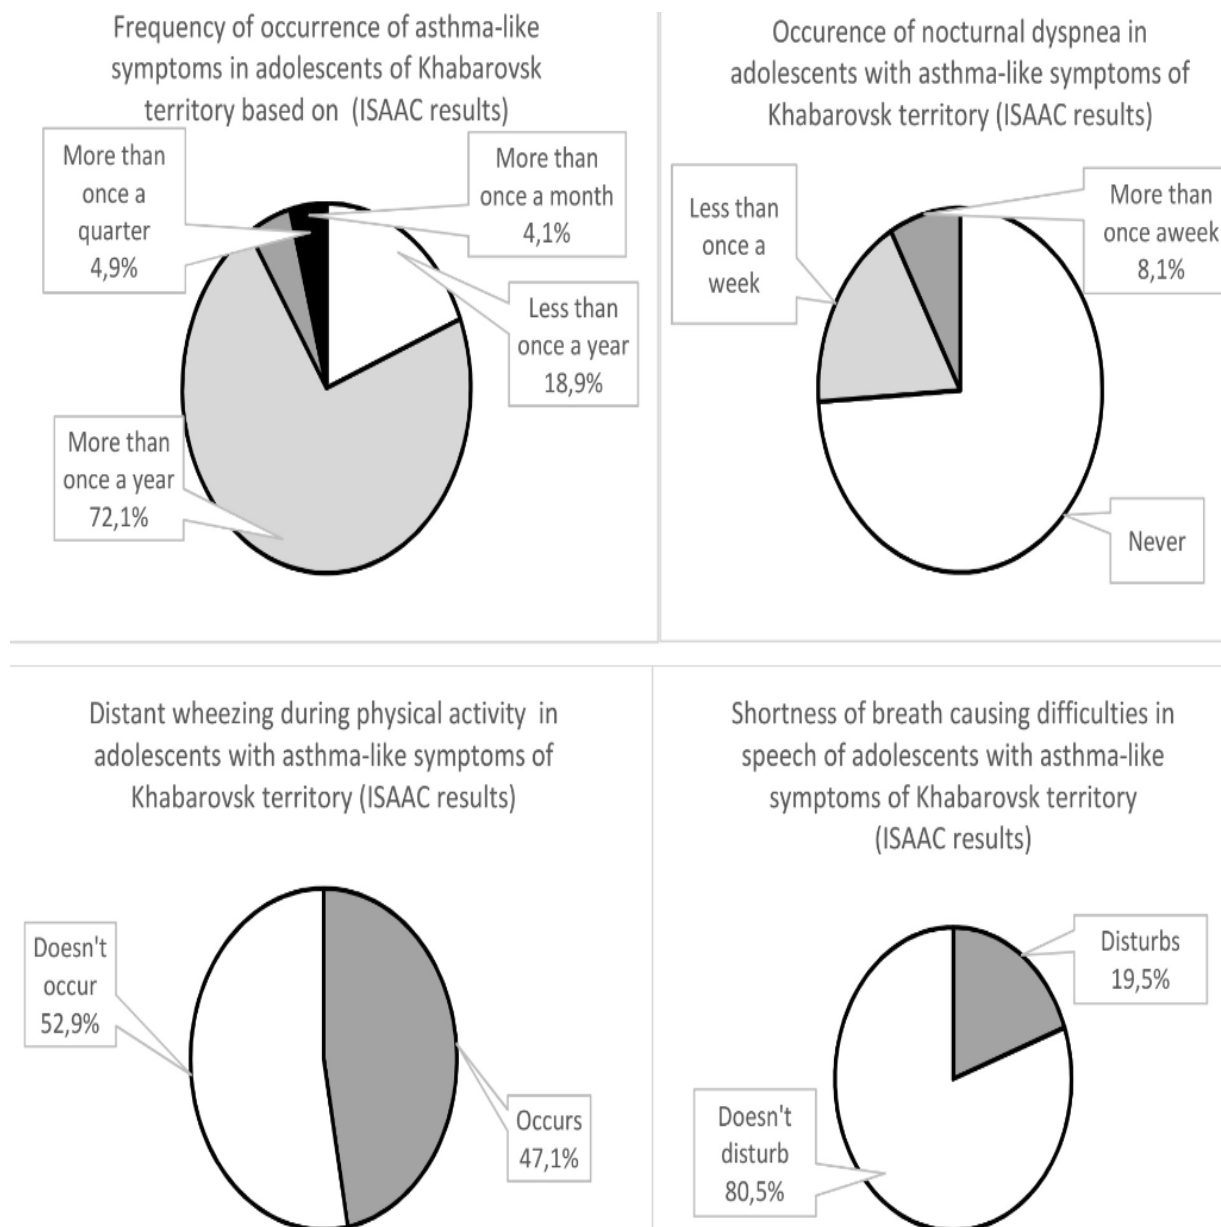 Frequency of occurrence of asthma-like
symptoms in adolescents of Khabarovsk
territory based on (ISAAC results)
More than
once a
quarter
4,9%
More than
once a month
4,1%
Less than
once a year
18,9%
More than
once a year
72,1%
Occurence of nocturnal dyspnea in
adolescents with asthma-like symptoms of
Khabarovsk territory (ISAAC results)
Less than
once a
week
More than
once aweek
8,1%
Never
Distant wheezing during physical activity in
adolescents with asthma-like symptoms of
Khabarovsk territory (ISAAC results)
Doesn't
occur
52,9%
Occurs
47,1%
Shortness of breath causing difficulties in
speech of adolescents with asthma-like
symptoms of Khabarovsk territory
(ISAAC results)
Disturbs
19,5%
Doesn't
disturb
80,5%